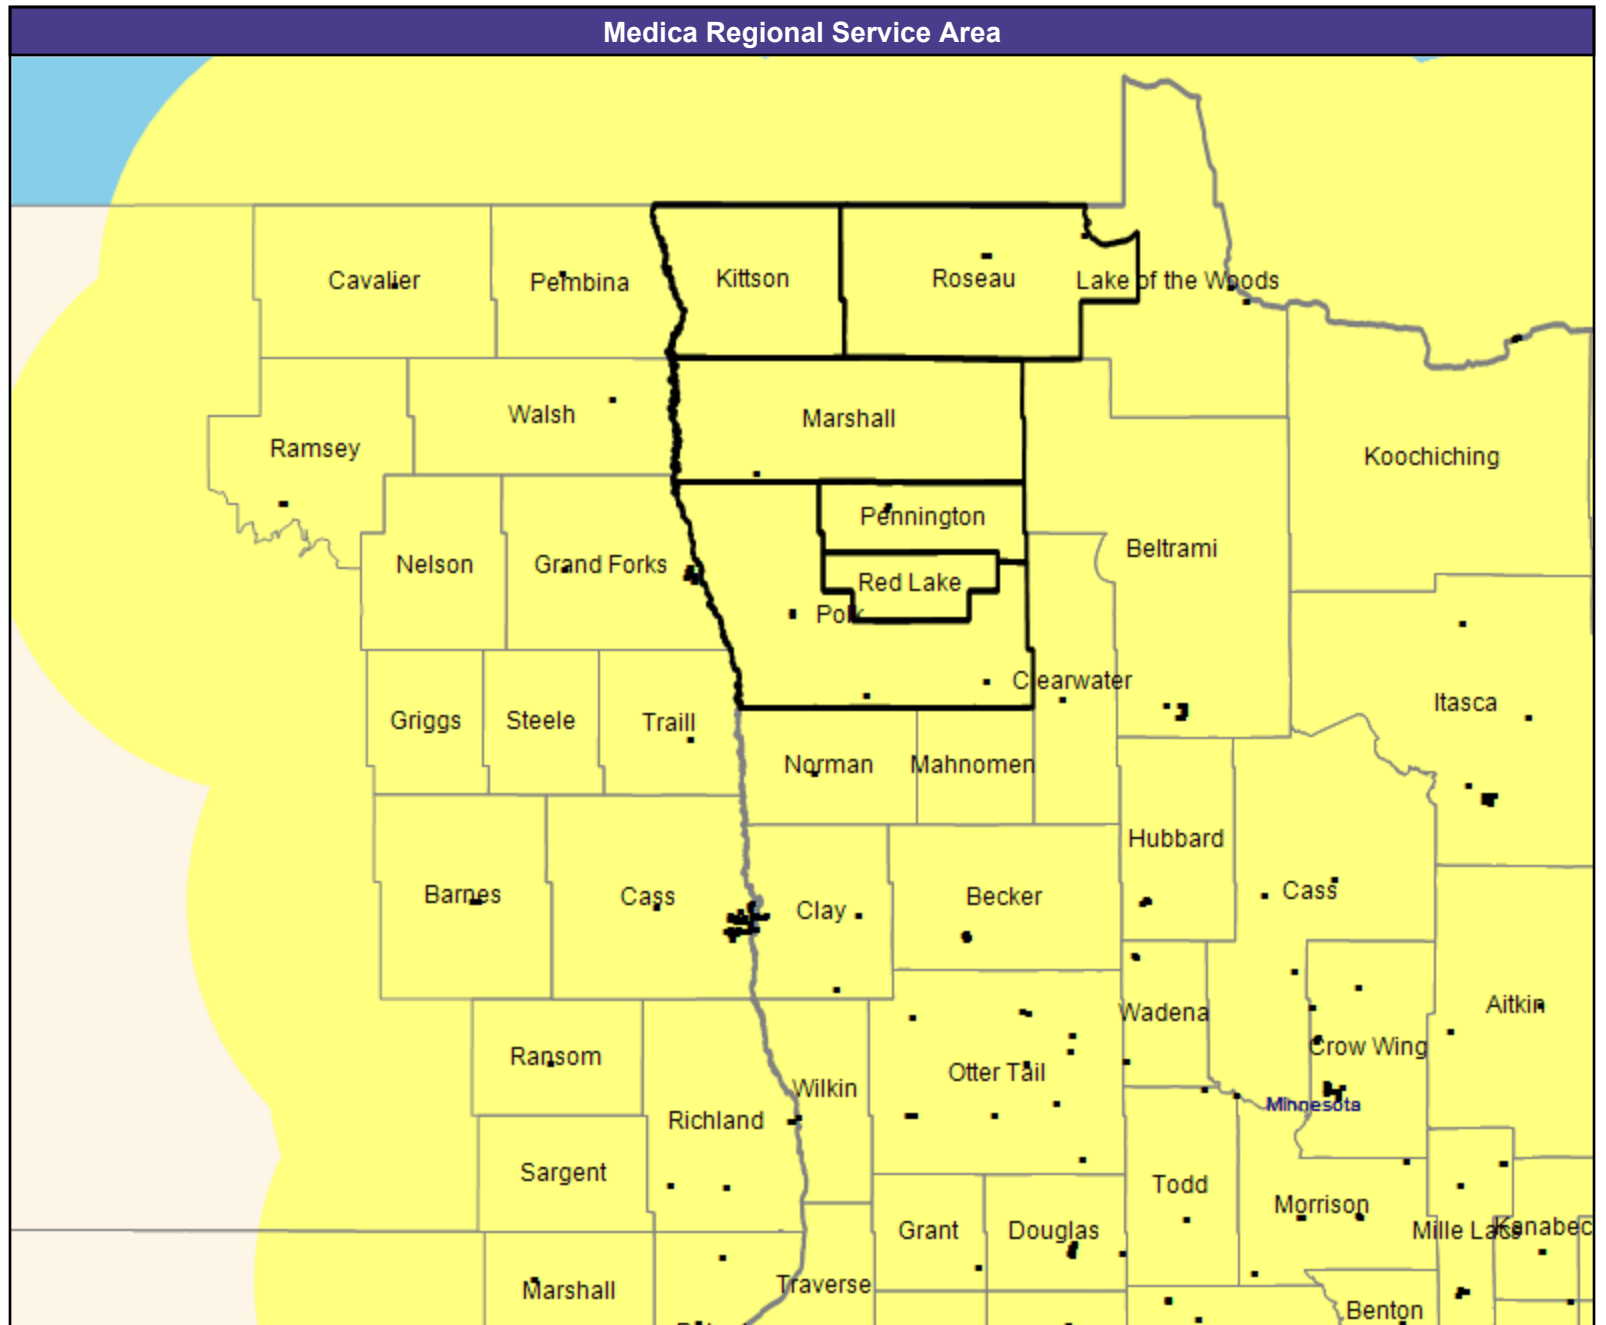 Medica Regional Service Area
Cavalier
Pembina
Kittson
Roseau
Lake of the Woods
Walsh
Marshall
Ramsey
Koochiching
Pennington
Beltrami
Nelson
Grand Forks
Red Lake
Polk
Clearwater
Itasca
Griggs
Steele
Traill
Norman
Mahnomen
Hubbard
Barnes
Cass
Clay
Becker
Cass
Aitkin
Wadena
Crow Wing
Ransom
Otter Tail
Wilkin
Minnesota
Richland
Sargent
Todd
Morrison
Grant
Douglas
Mille Lacs
Kanabec
Marshall
Traverse
Benton